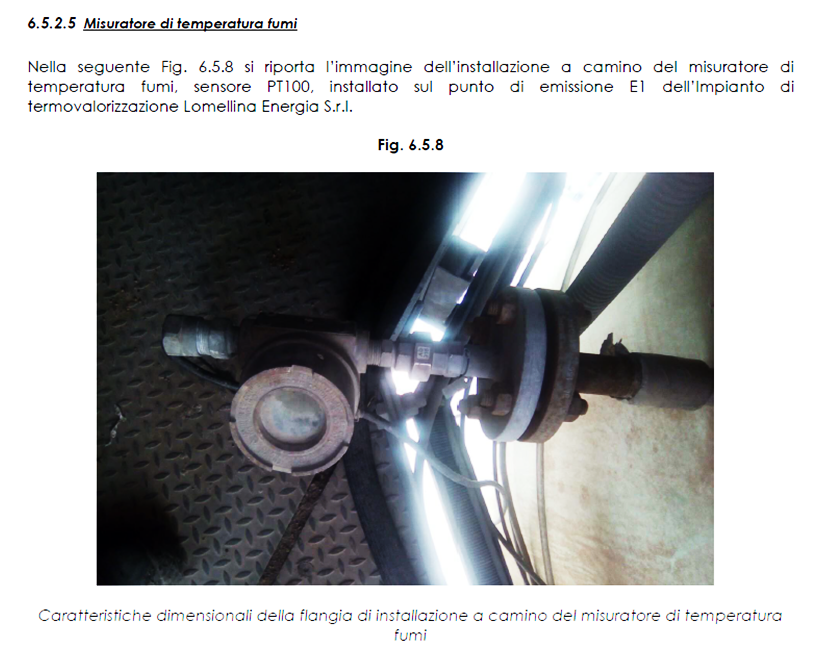 6.5.2.5 Misuratore di temperatura fumi
Nella seguente Fig. 6.5.8 si riporta l'immagine dell'installazione a camino del misuratore di
temperatura fumi, sensore PT100, installato sul punto di emissione E1 dell'Impianto di
termovalorizzazione Lomellina Energia S.r.l.
Fig. 6.5.8
Caratteristiche dimensionali della flangia di installazione a camino del misuratore di temperatura
fumi